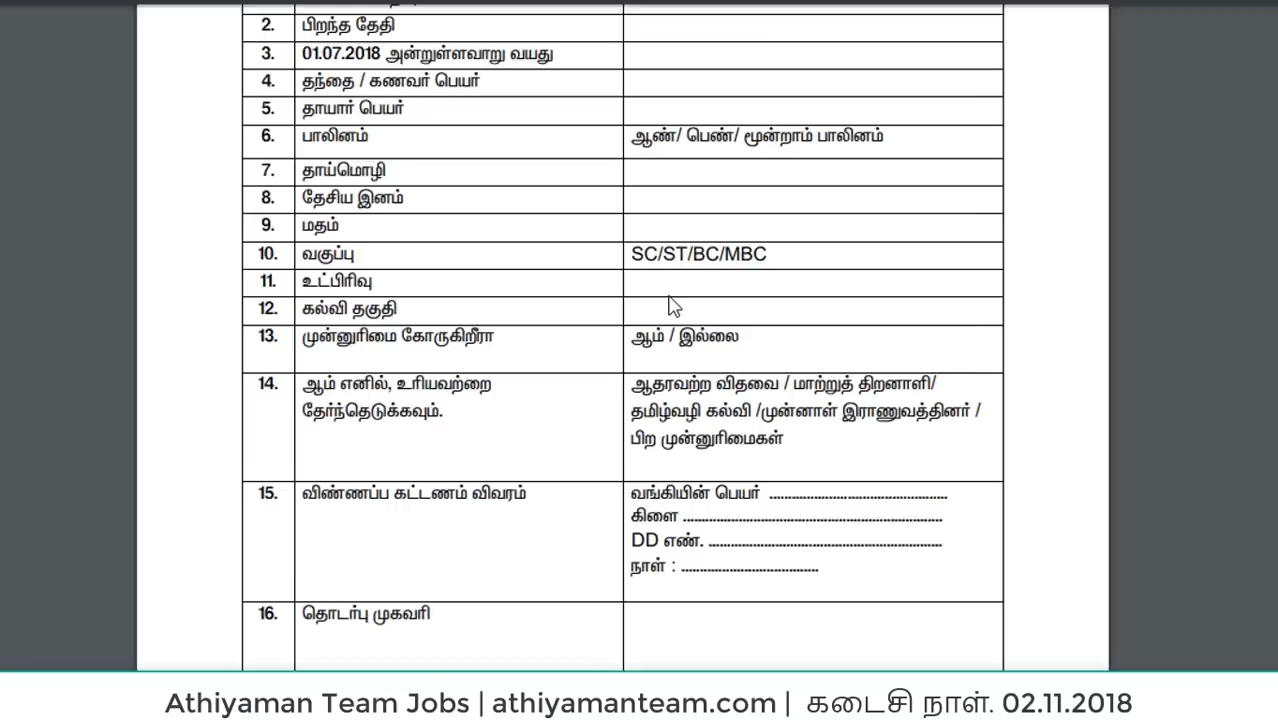 2. பிறந்த தேதி
3. 01.07.2018 அன்றுள்ளவாறு வயது
4. தந்தை / கணவர் பெயர்
5. தாயார் பெயர்
6. பாலினம் ஆண்/ பெண்/ மூன்றாம் பாலினம்
7. தாய்மொழி
8. தேசிய இனம்
9. மதம்
10. வகுப்பு SC/ST/BC/MBC
11. உட்பிரிவு
12. கல்வி தகுதி
13. முன்னுரிமை கோருகிறீரா ஆம் / இல்லை
14. ஆம் எனில், உரியவற்றை ஆதரவற்ற விதவை / மாற்றுத் திறனாளி/
தேர்ந்தெடுக்கவும். தமிழ்வழி கல்வி /முன்னாள் இராணுவத்தினர் /
பிற முன்னுரிமைகள்
15. விண்ணப்ப கட்டணம் விவரம் வங்கியின் பெயர் ................................................
கிளை ......................................................................
DD எண். ...............................................................
நாள் : .....................................
16. தொடர்பு முகவரி
Athiyaman Team Jobs | athiyamanteam.com | கடைசி நாள். 02.11.2018